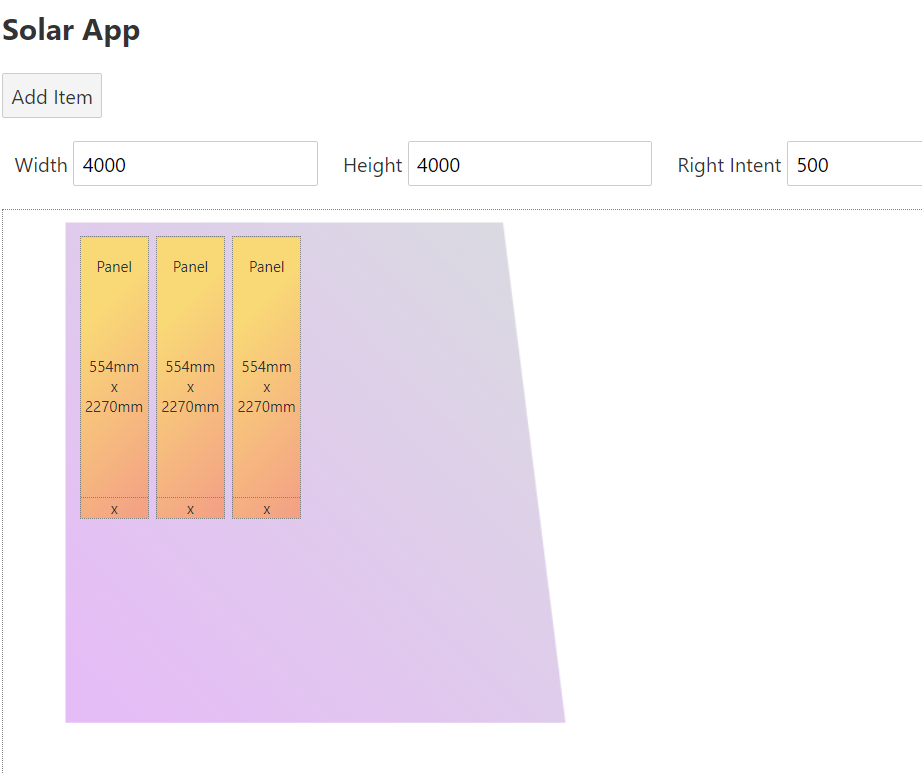 Solar App
Add Item
Width 4000 Height 4000 Right Intent 500
Panel Panel Panel
554mm 554mm 554mm
x x x
2270mm 2270mm 2270mm
x x x